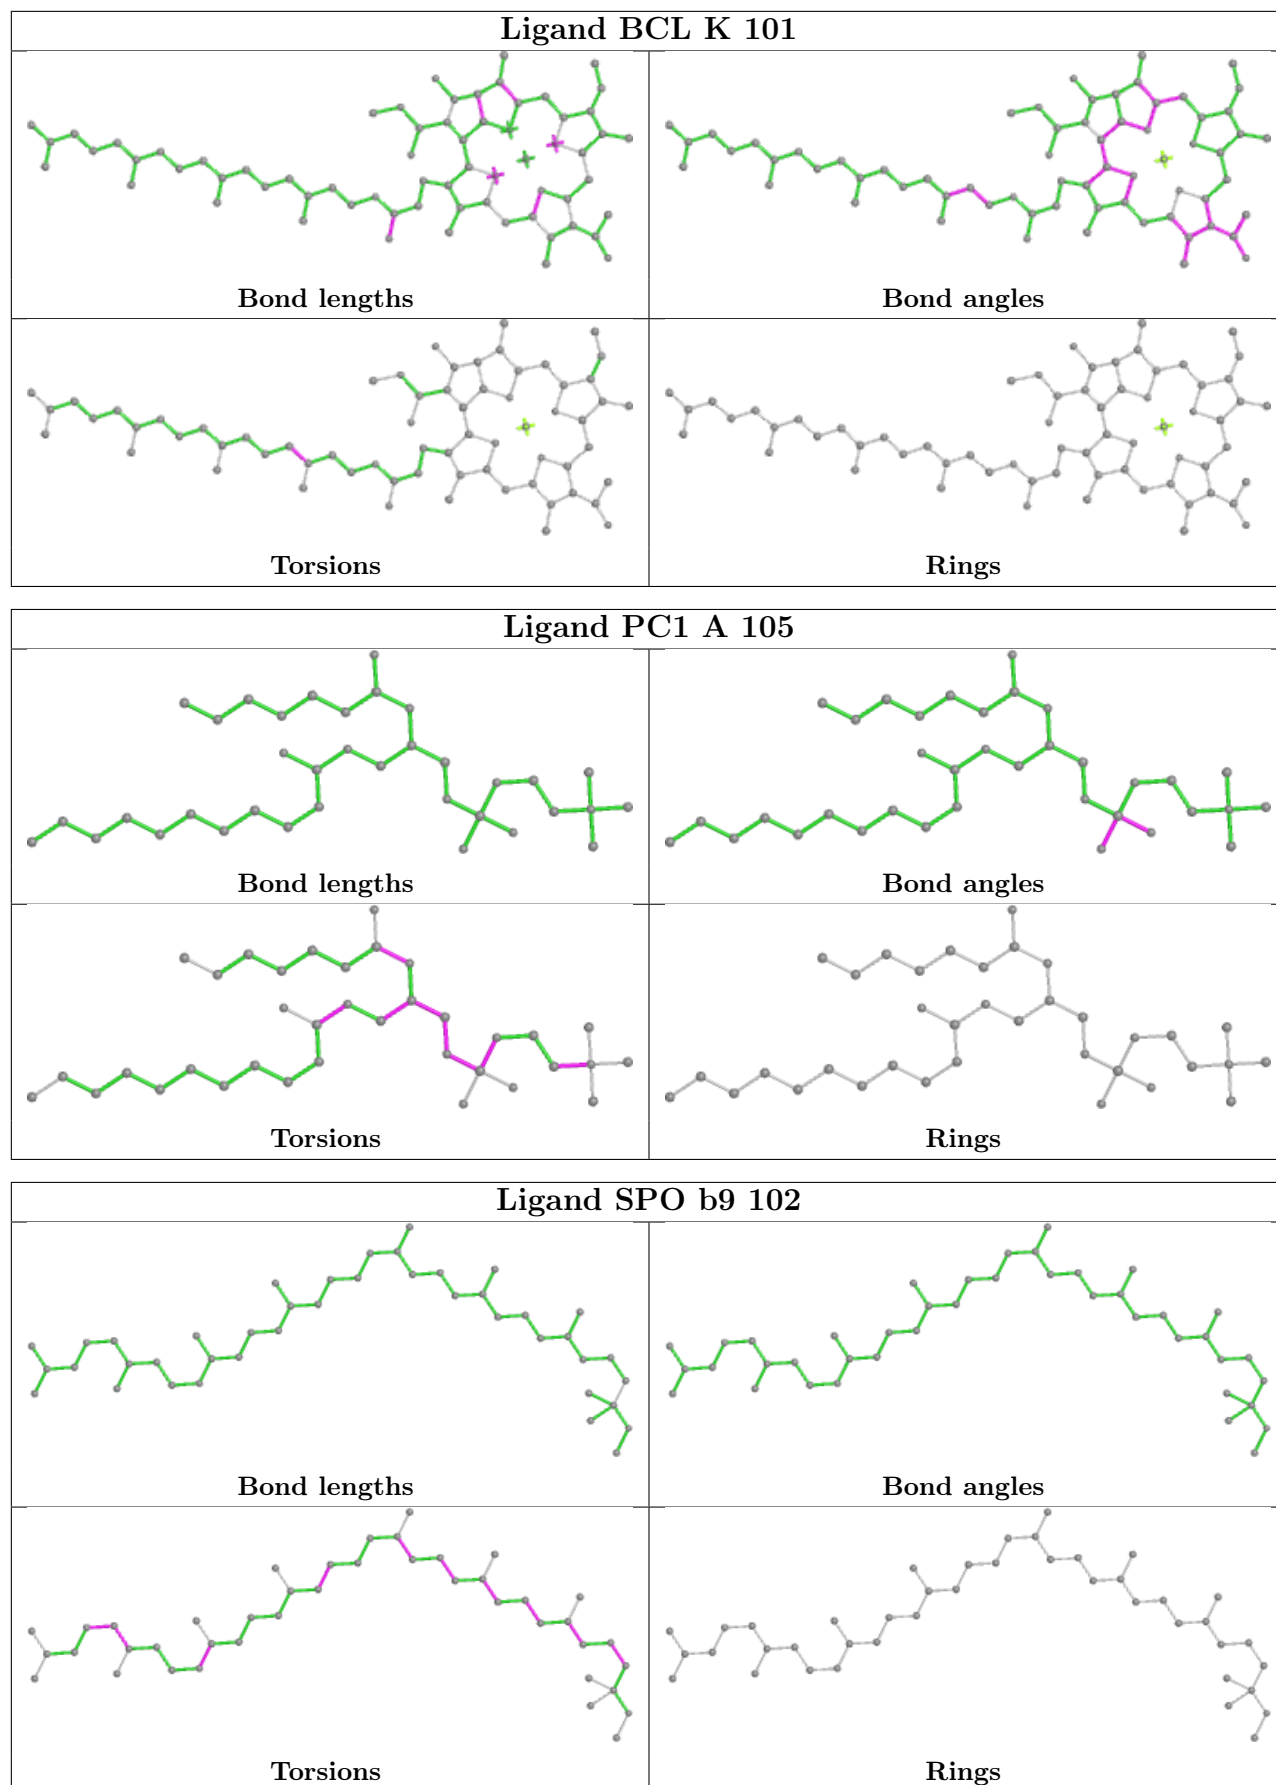 Ligand BCL K 101
Bond lengths
Bond angles
Torsions
Rings
Ligand PC1 A 105
Bond lengths
Bond angles
Torsions
Rings
Ligand SPO b9 102
Bond lengths
Bond angles
Torsions
Rings